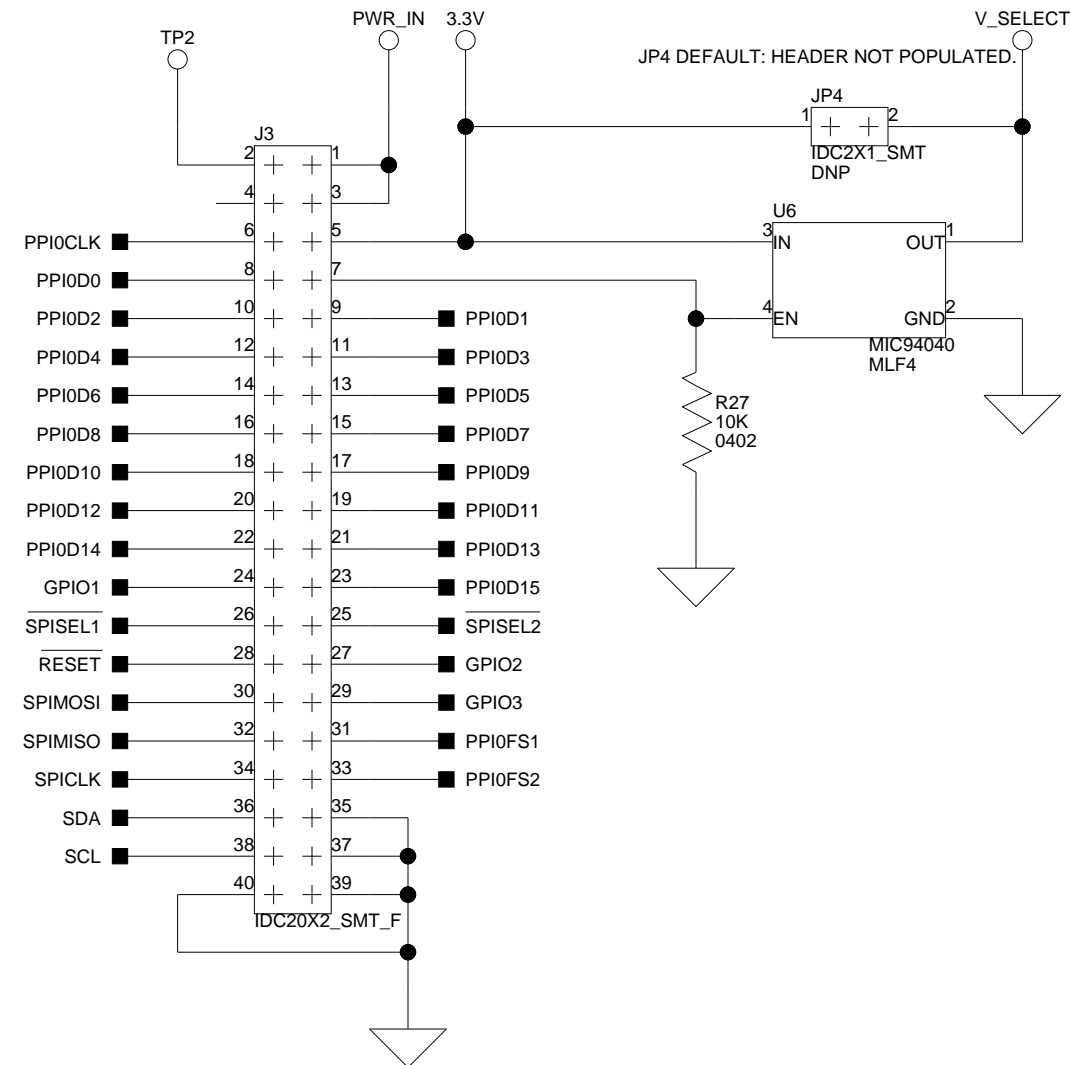 TP2
PWR_IN
3.3V
V_SELECT
JP4 DEFAULT: HEADER NOT POPULATED.
JP4
1
2
IDC2X1_SMT
DNP
J3
2
1
4
3
PPI0CLK
6
5
PPI0D0
8
7
PPI0D2
10
9
PPI0D1
PPI0D4
12
11
PPI0D3
PPI0D6
14
13
PPI0D5
PPI0D8
16
15
PPI0D7
PPI0D10
18
17
PPI0D9
PPI0D12
20
19
PPI0D11
PPI0D14
22
21
PPI0D13
GPIO1
24
23
PPI0D15
SPISEL1
26
25
SPISEL2
RESET
28
27
GPIO2
SPIMOSI
30
29
GPIO3
SPIMISO
32
31
PPI0FS1
SPICLK
34
33
PPI0FS2
SDA
36
35
SCL
38
37
40
39
IDC20X2_SMT_F
U6
3
IN
OUT
1
4
EN
GND
2
MIC94040
MLF4
R27
10K
0402